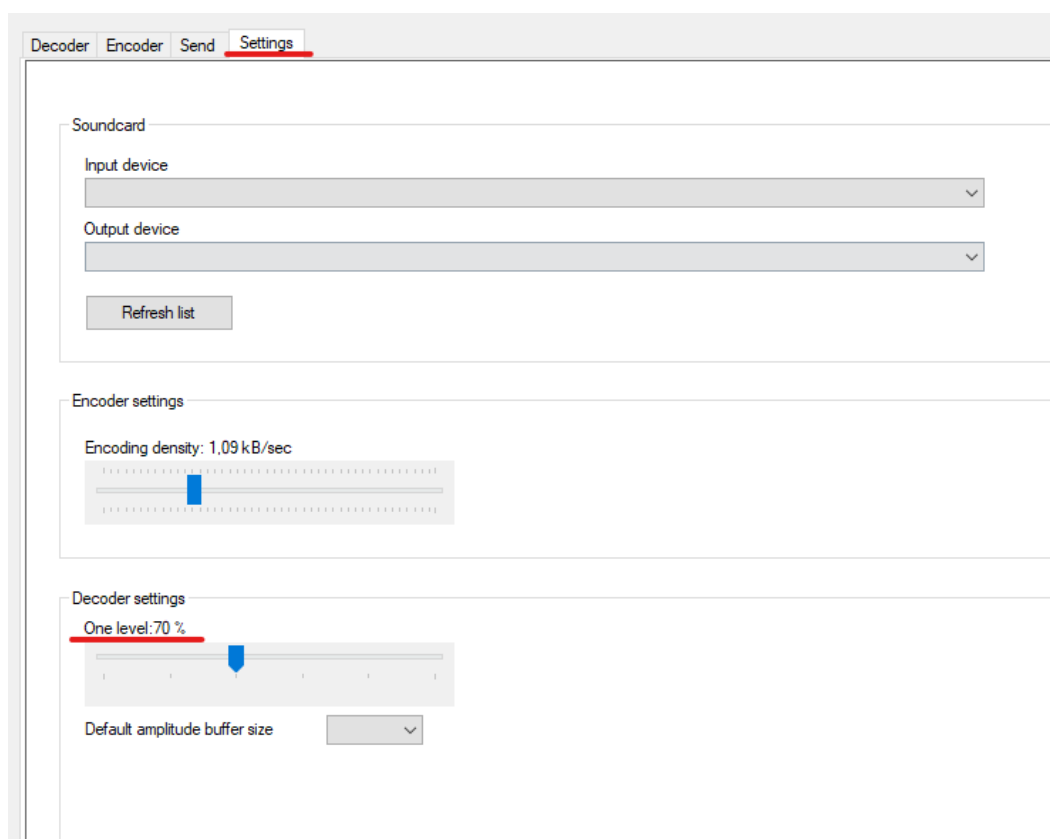 Decoder Encoder Send Settings
Soundcard
Input device
Output device
Refresh list
Encoder settings
Encoding density: 1,09 kB/sec
Decoder settings
One level:70 %
Default amplitude buffer size